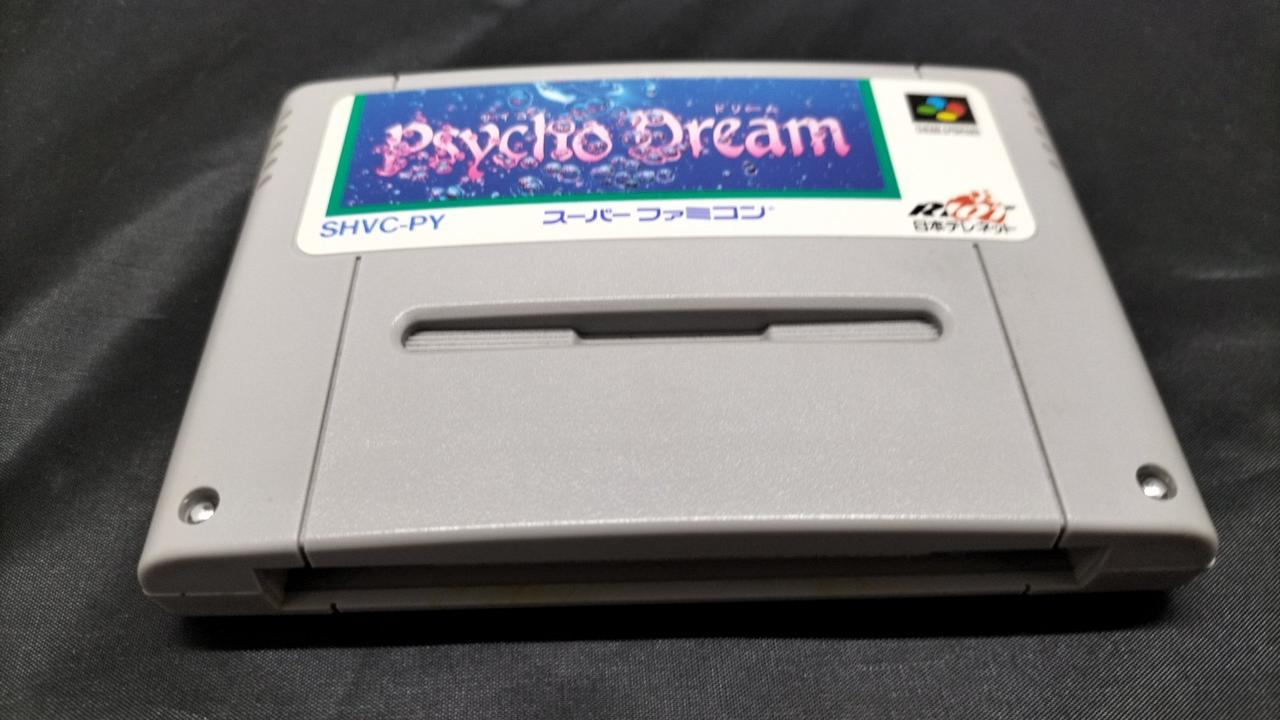 サイコ ドリーム
Psycho Dream
SHVC-PY
スーパーファミコン
RIOT
日本テレネット